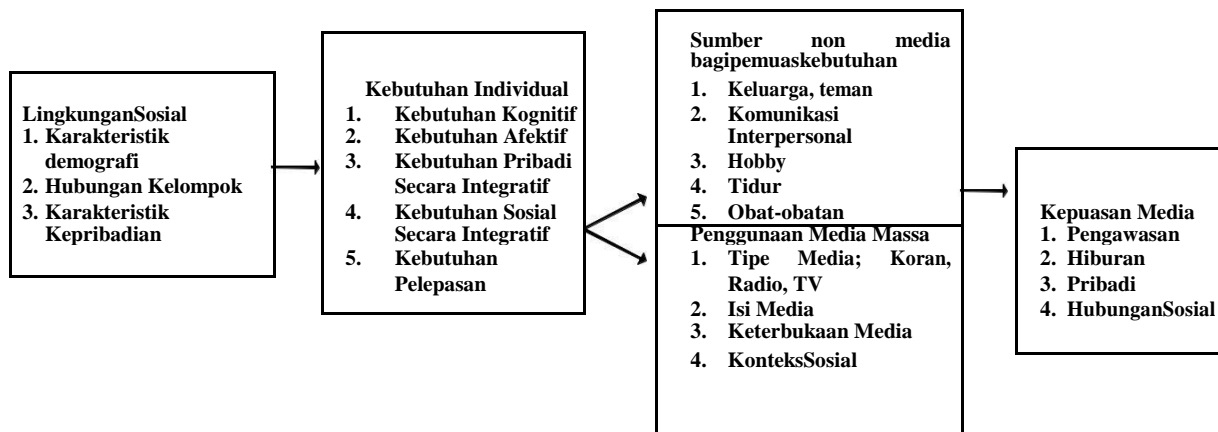 LingkunganSosial
1. Karakteristik
demografi
2. Hubungan Kelompok
3. Karakteristik
Kepribadian
Kebutuhan Individual
1. Kebutuhan Kognitif
2. Kebutuhan Afektif
3. Kebutuhan Pribadi
Secara Integratif
4. Kebutuhan Sosial
Secara Integratif
5. Kebutuhan
Pelepasan
Sumber non media
bagipemuaskebutuhan
1. Keluarga, teman
2. Komunikasi
Interpersonal
3. Hobby
4. Tidur
5. Obat-obatan
Penggunaan Media Massa
1. Tipe Media; Koran,
Radio, TV
2. Isi Media
3. Keterbukaan Media
4. KonteksSosial
Kepuasan Media
1. Pengawasan
2. Hiburan
3. Pribadi
4. HubunganSosial